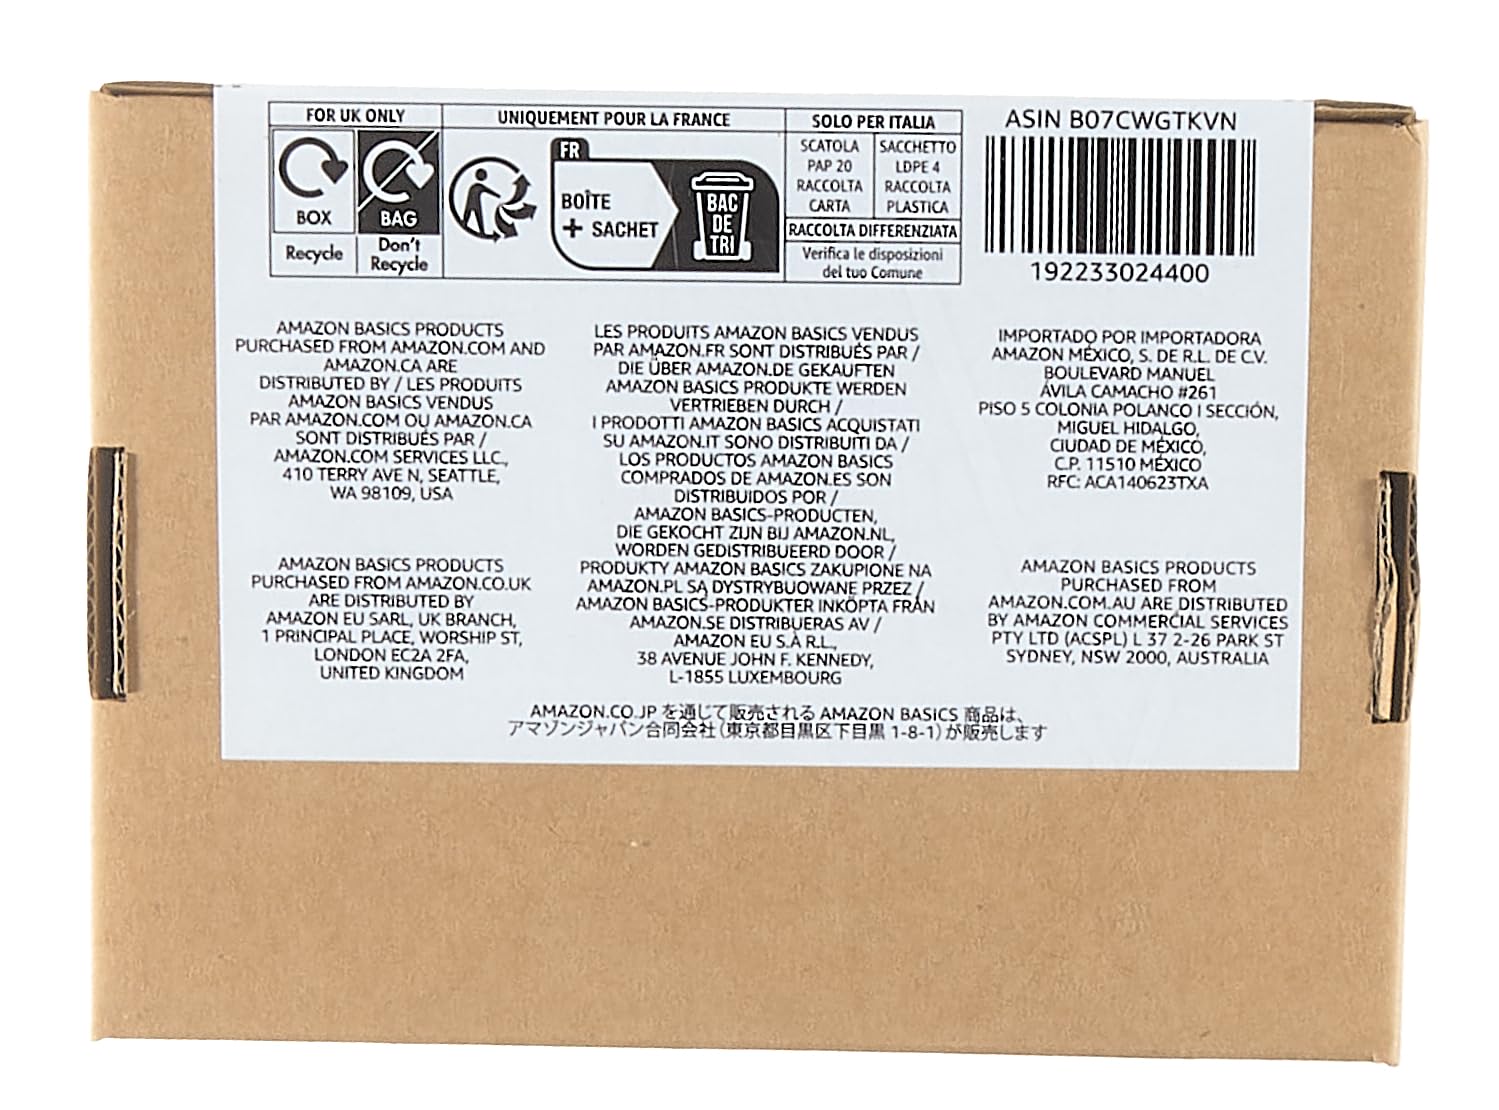 FOR UK ONLY
BOX
Recycle
BAG
Don't
Recycle
UNIQUEMENT POUR LA FRANCE
FR
BOÎTE
+ SACHET
BAC
DE
TRI
SOLO PER ITALIA
SCATOLA
PAP 20
RACCOLTA
CARTA
SACCHETTO
LDPE 4
RACCOLTA
PLASTICA
RACCOLTA DIFFERENZIATA
Verifica le disposizioni
del tuo Comune
ASIN B07CWGTKVN
192233024400
AMAZON BASICS PRODUCTS
PURCHASED FROM AMAZON.COM AND
AMAZON.CA ARE
DISTRIBUTED BY / LES PRODUITS
AMAZON BASICS VENDUS
PAR AMAZON.COM OU AMAZON.CA
SONT DISTRIBUÉS PAR /
AMAZON.COM SERVICES LLC,
410 TERRY AVE N, SEATTLE,
WA 98109, USA
AMAZON BASICS PRODUCTS
PURCHASED FROM AMAZON.CO.UK
ARE DISTRIBUTED BY
AMAZON EU SARL, UK BRANCH,
1 PRINCIPAL PLACE, WORSHIP ST,
LONDON EC2A 2FA,
UNITED KINGDOM
LES PRODUITS AMAZON BASICS VENDUS
PAR AMAZON.FR SONT DISTRIBUÉS PAR /
DIE ÜBER AMAZON.DE GEKAUFTEN
AMAZON BASICS PRODUKTE WERDEN
VERTRIEBEN DURCH /
I PRODOTTI AMAZON BASICS ACQUISTATI
SU AMAZON.IT SONO DISTRIBUITI DA /
LOS PRODUCTOS AMAZON BASICS
COMPRADOS DE AMAZON.ES SON
DISTRIBUIDOS POR /
AMAZON BASICS-PRODUCTEN,
DIE GEKOCHT ZIJN BIJ AMAZON.NL,
WORDEN GEDISTRIBUEERD DOOR /
PRODUKTY AMAZON BASICS ZAKUPIONE NA
AMAZON.PL SĄ DYSTRYBUOWANE PRZEZ /
AMAZON BASICS-PRODUKTER INKÖPTA FRÅN
AMAZON.SE DISTRIBUERAS AV /
AMAZON EU S.À R.L.,
38 AVENUE JOHN F. KENNEDY,
L-1855 LUXEMBOURG
IMPORTADO POR IMPORTADORA
AMAZON MÉXICO, S. DE R.L. DE C.V.
BOULEVARD MANUEL
ÁVILA CAMACHO #261
PISO 5 COLONIA POLANCO I SECCIÓN,
MIGUEL HIDALGO,
CIUDAD DE MÉXICO,
C.P. 11510 MÉXICO
RFC: ACA140623TXA
AMAZON BASICS PRODUCTS
PURCHASED FROM
AMAZON.COM.AU ARE DISTRIBUTED
BY AMAZON COMMERCIAL SERVICES
PTY LTD (ACSPL) L 37 2-26 PARK ST
SYDNEY, NSW 2000, AUSTRALIA
AMAZON.CO.JP を通じて販売される AMAZON BASICS 商品は、
アマゾンジャパン合同会社（東京都目黒区下目黒 1-8-1）が販売します